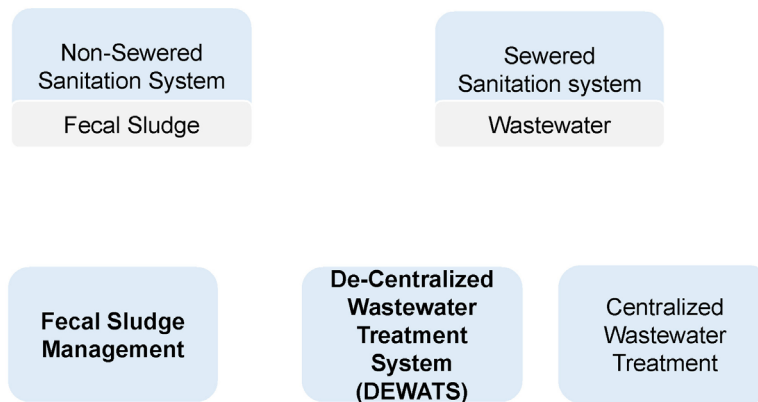 Non-Sewered
Sanitation System
Fecal Sludge
Sewered
Sanitation system
Wastewater
Fecal Sludge
Management
De-Centralized
Wastewater
Treatment
System
(DEWATS)
Centralized
Wastewater
Treatment